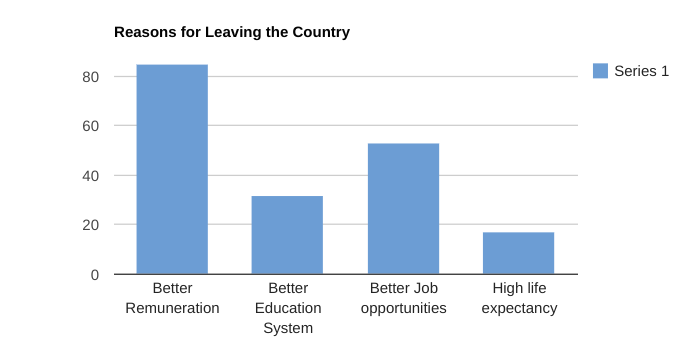 Reasons for Leaving the Country
80
60
40
20
0
Series 1
Better
Remuneration
Better
Education
System
Better Job
opportunities
High life
expectancy